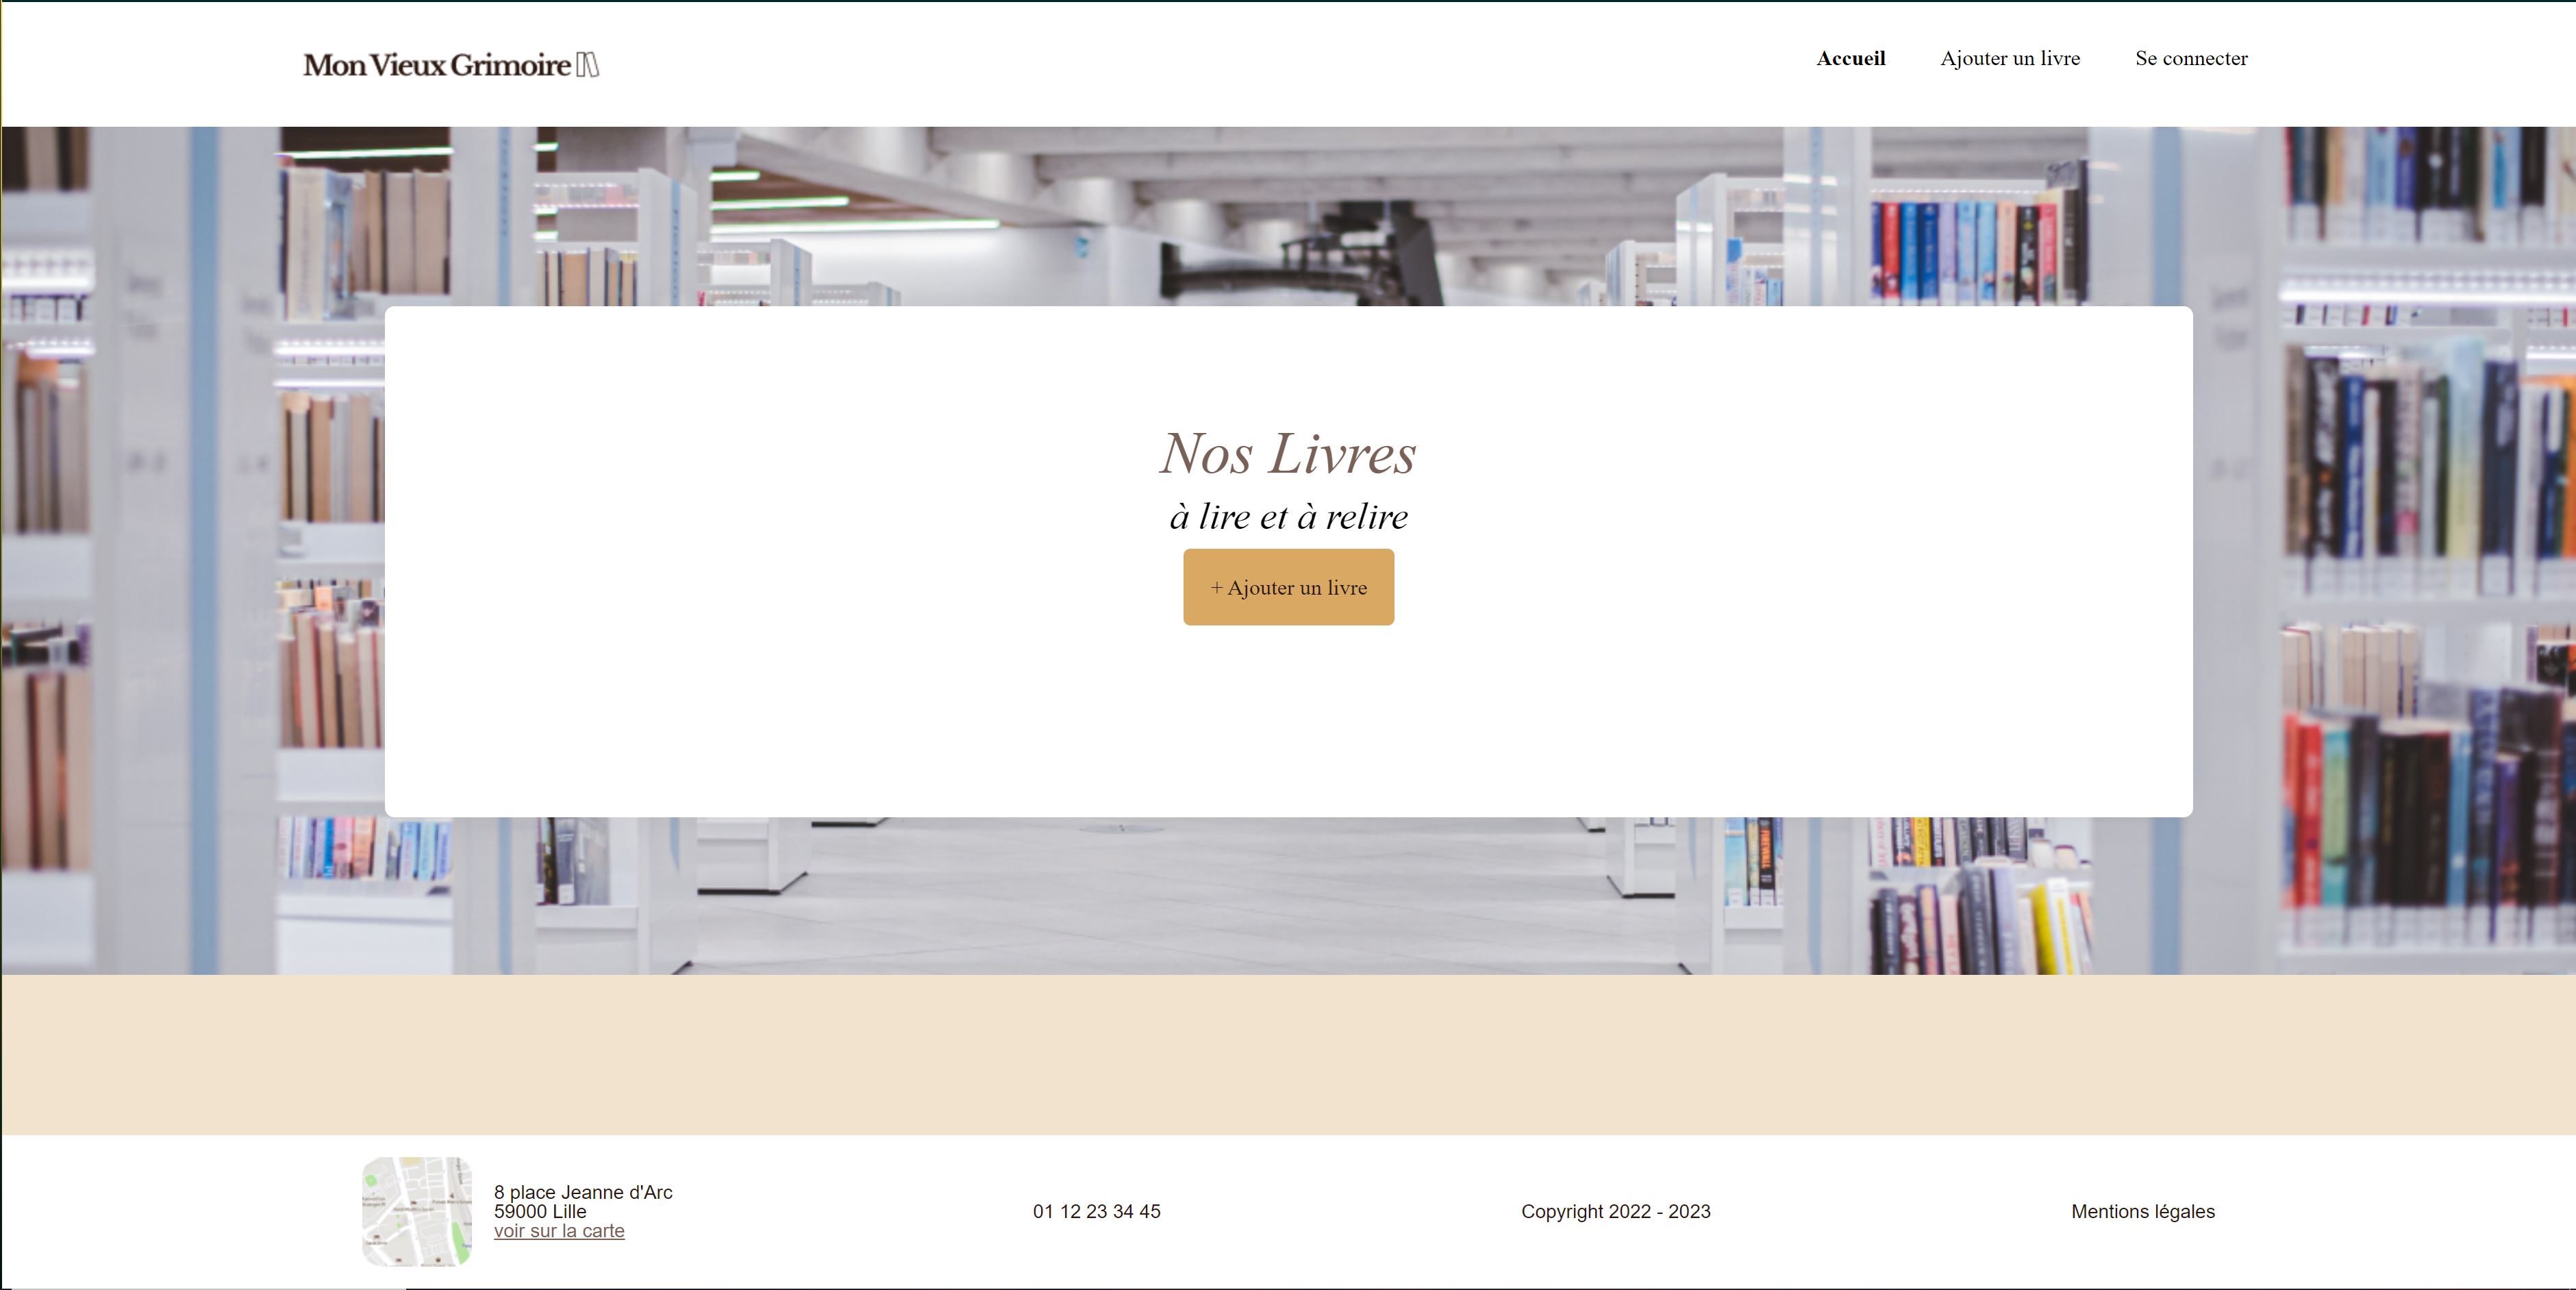 Mon Vieux Grimoire
Accueil
Ajouter un livre
Se connecter
Nos Livres
à lire et à relire
+ Ajouter un livre
8 place Jeanne d'Arc
59000 Lille
voir sur la carte
01 12 23 34 45
Copyright 2022 - 2023
Mentions légales